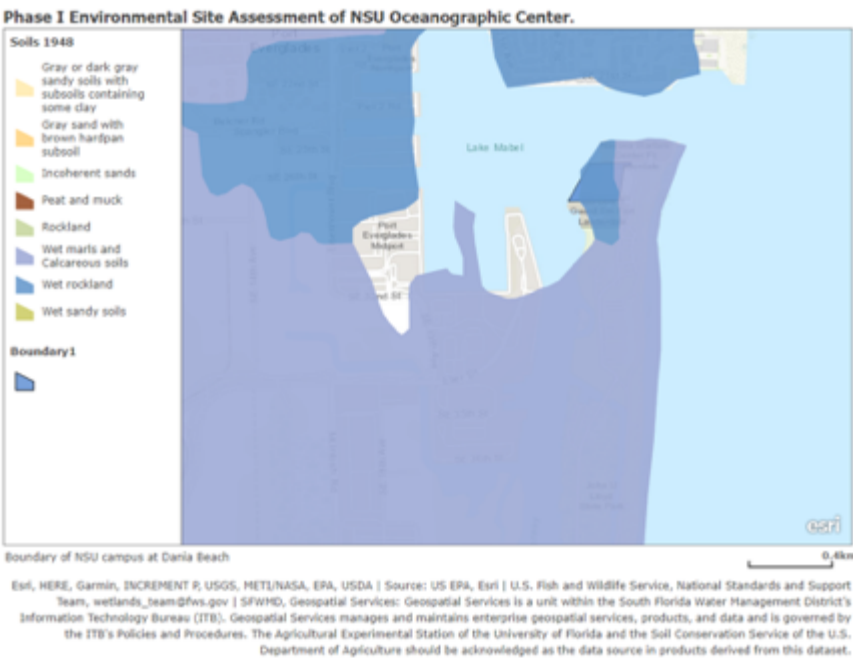 Phase I Environmental Site Assessment of NSU Oceanographic Center.
Soils 1948
Gray or dark gray
sandy soils with
subsoils containing
some clay
Gray sand with
brown hardpan
subsoil
Incoherent sands
Peat and muck
Rockland
Wet marls and
Calcareous soils
Wet rockland
Wet sandy soils
Boundary1
Port
Everglades
Lake Mabel
Port
Everglades
Midport
esri
Boundary of NSU campus at Dania Beach
0.4km
Esri, HERE, Garmin, INCREMENT P, USGS, METI/NASA, EPA, USDA | Source: US EPA, Esri | U.S. Fish and Wildlife Service, National Standards and Support
Team, wetlands_team@fws.gov | SFWMD, Geospatial Services: Geospatial Services is a unit within the South Florida Water Management District's
Information Technology Bureau (ITB). Geospatial Services manages and maintains enterprise geospatial services, products, and data and is governed by
the ITB's Policies and Procedures. The Agricultural Experimental Station of the University of Florida and the Soil Conservation Service of the U.S.
Department of Agriculture should be acknowledged as the data source in products derived from this dataset.